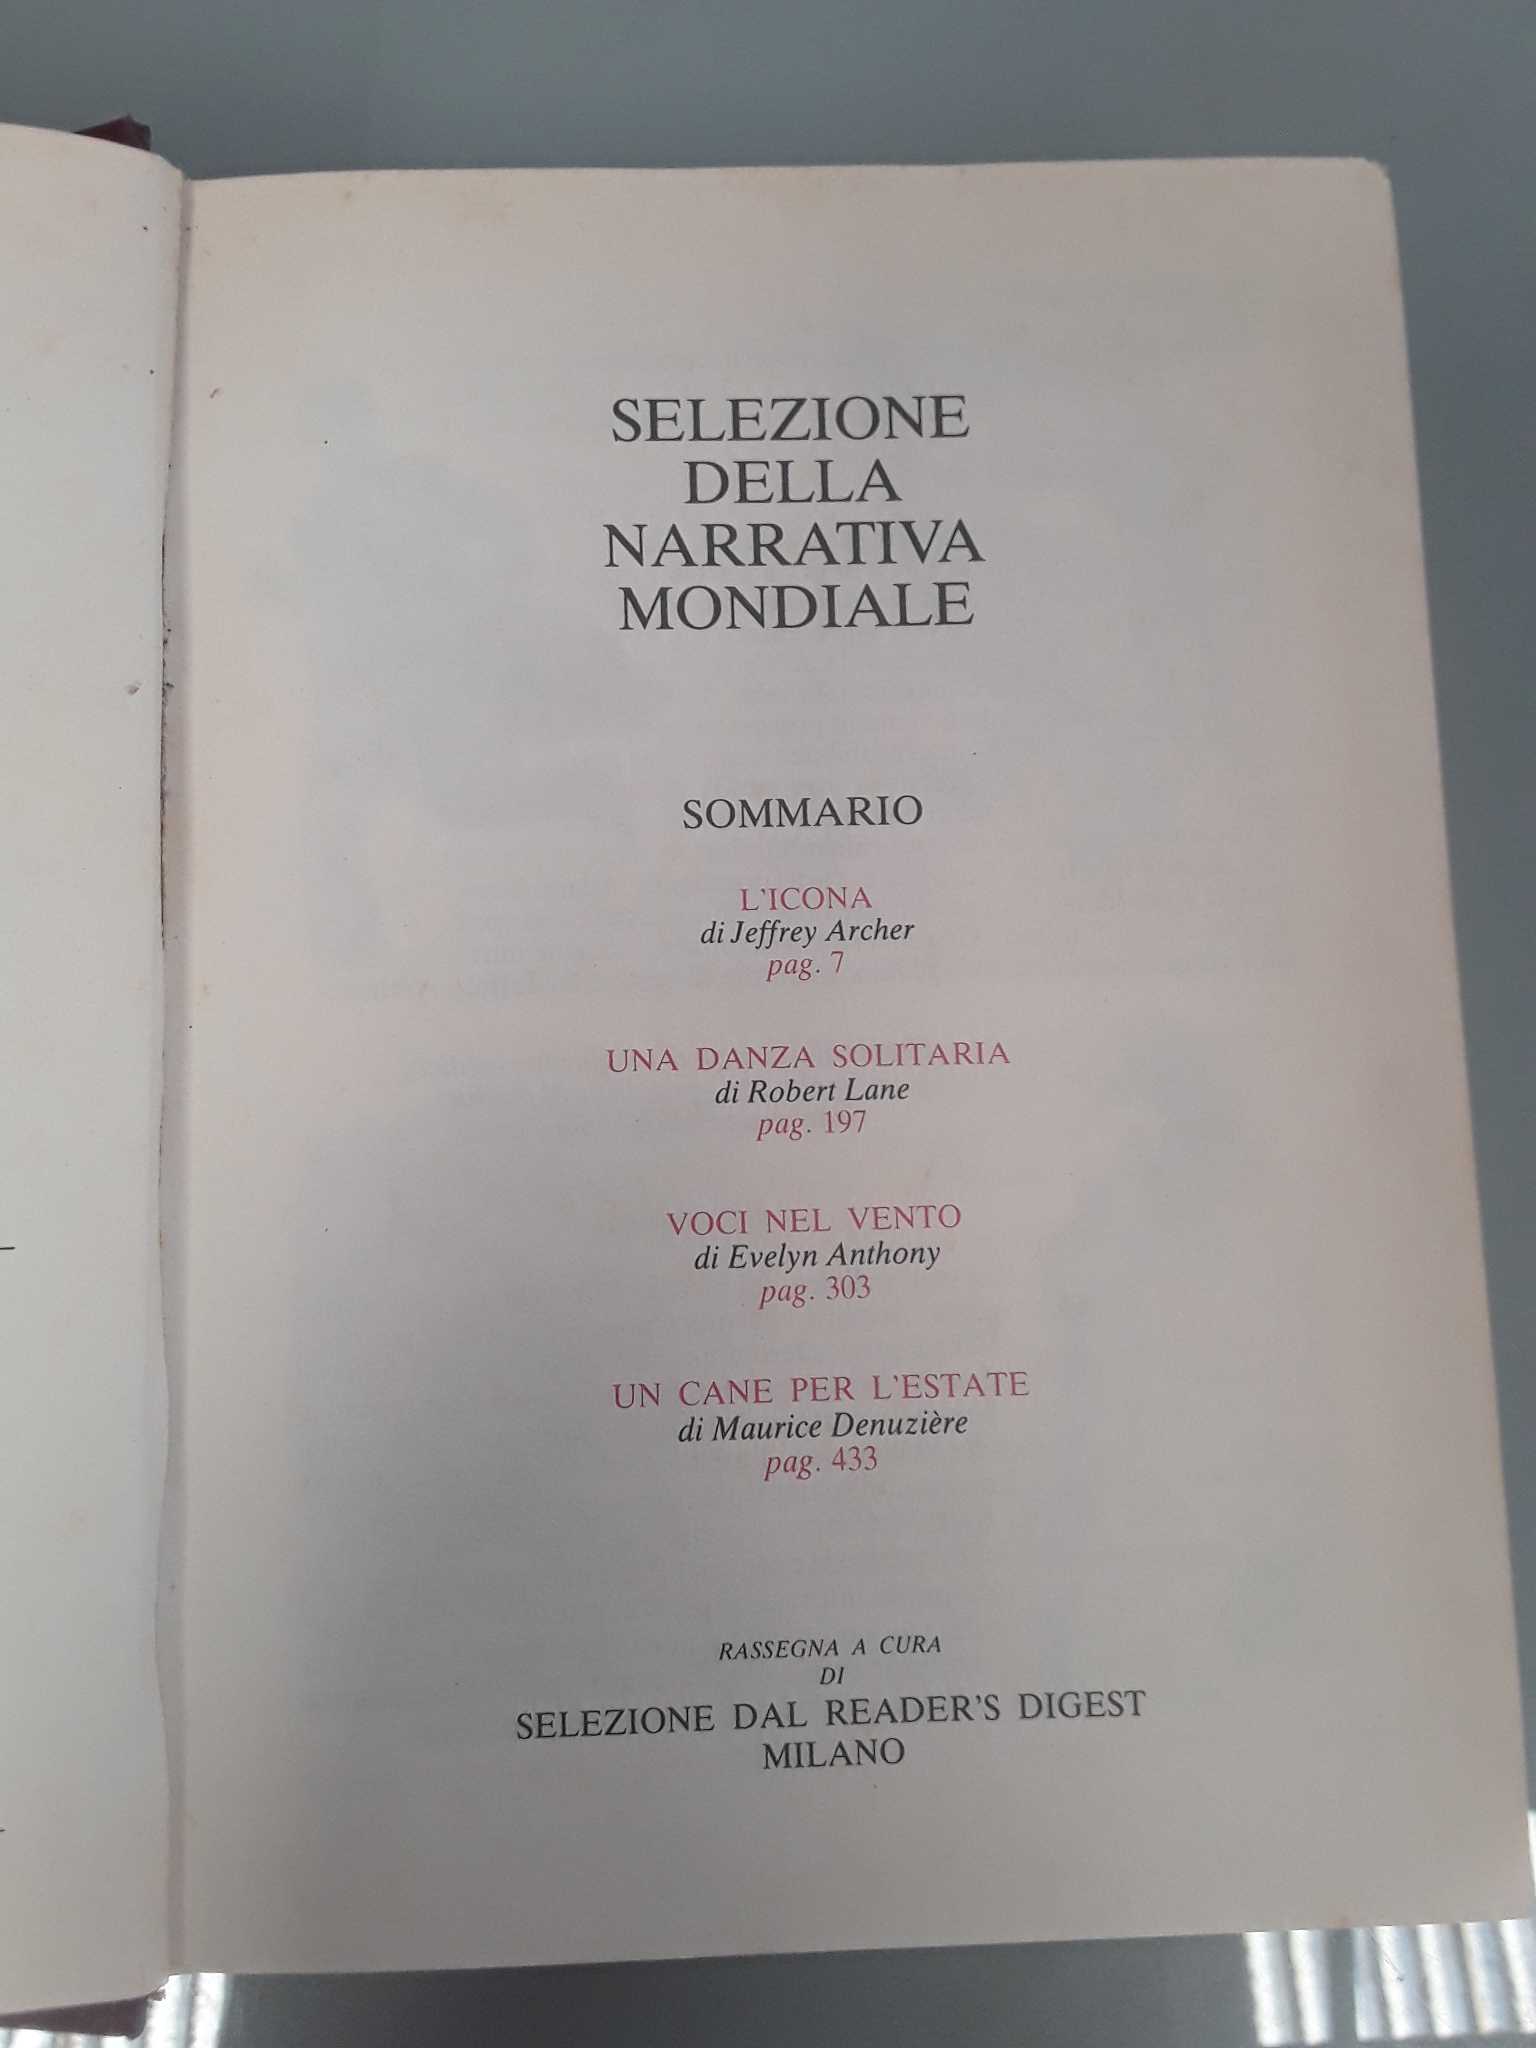 SELEZIONE
DELLA
NARRATIVA
MONDIALE
SOMMARIO
L'ICONA
di Jeffrey Archer
pag. 7
UNA DANZA SOLITARIA
di Robert Lane
pag. 197
VOCI NEL VENTO
di Evelyn Anthony
pag. 303
UN CANE PER L'ESTATE
di Maurice Denuzière
pag. 433
RASSEGNA A CURA
DI
SELEZIONE DAL READER'S DIGEST
MILANO